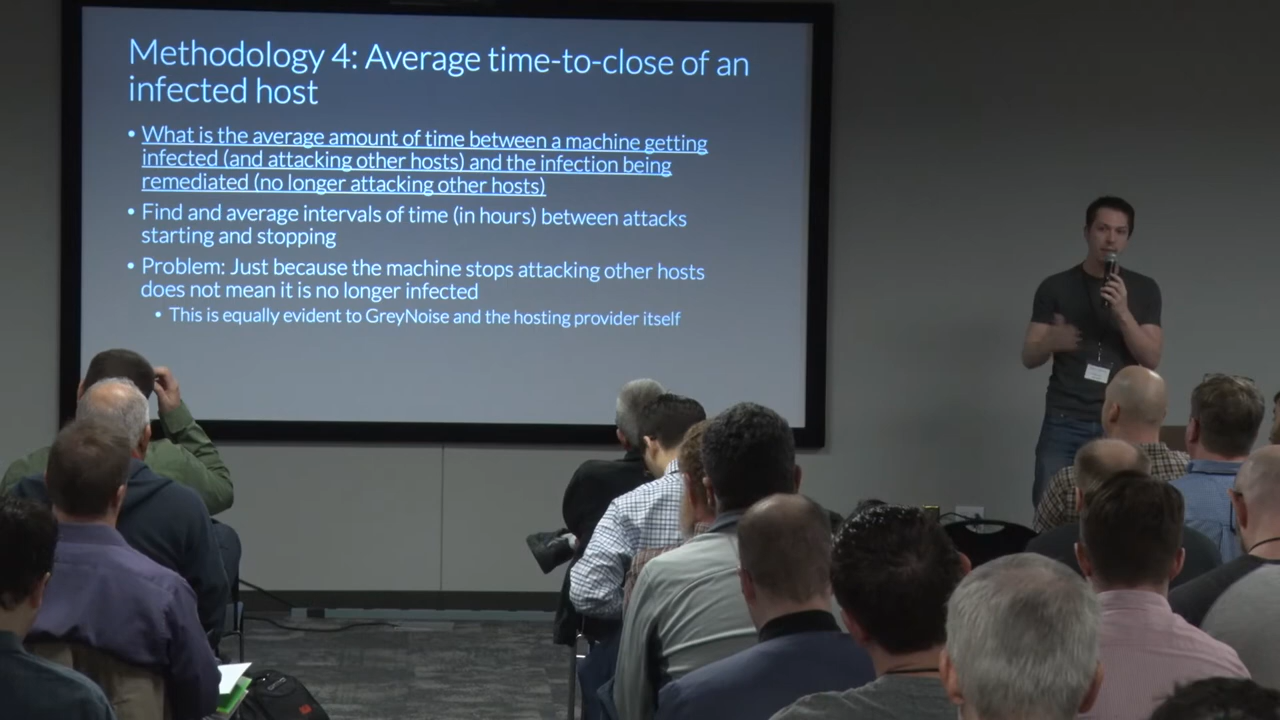 Methodology 4: Average time-to-close of an
infected host
• What is the average amount of time between a machine getting
infected (and attacking other hosts) and the infection being
remediated (no longer attacking other hosts)
• Find and average intervals of time (in hours) between attacks
starting and stopping
• Problem: Just because the machine stops attacking other hosts
does not mean it is no longer infected
• This is equally evident to GreyNoise and the hosting provider itself